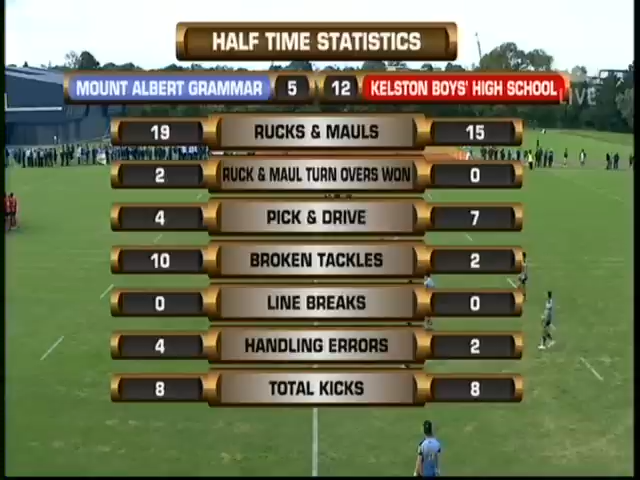 HALF TIME STATISTICS
MOUNT ALBERT GRAMMAR 5 12 KELSTON BOYS' HIGH SCHOOL
LIVE
19 RUCKS & MAULS 15
2 RUCK & MAUL TURN OVERS WON 0
4 PICK & DRIVE 7
10 BROKEN TACKLES 2
0 LINE BREAKS 0
4 HANDLING ERRORS 2
8 TOTAL KICKS 8